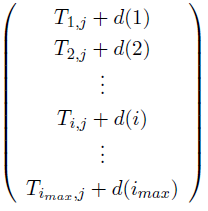 T_{1,j} + d(1)
T_{2,j} + d(2)
⋮
T_{i,j} + d(i)
⋮
T_{i_{max},j} + d(i_{max})